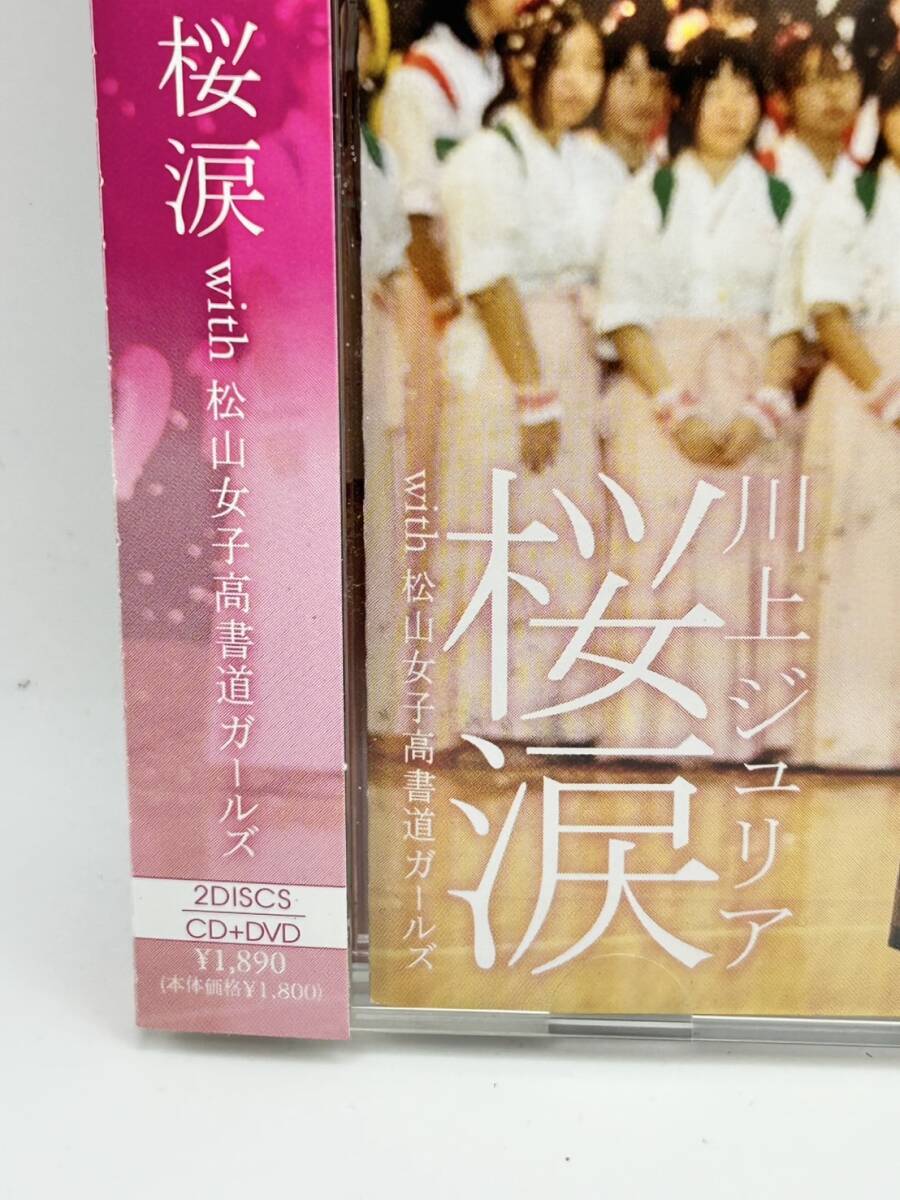 桜涙
with 松山女子高書道ガールズ
2DISCS
CD+DVD
¥1,890
(本体価格¥1,800)
川上ジュリア
桜涙
with 松山女子高書道ガールズ